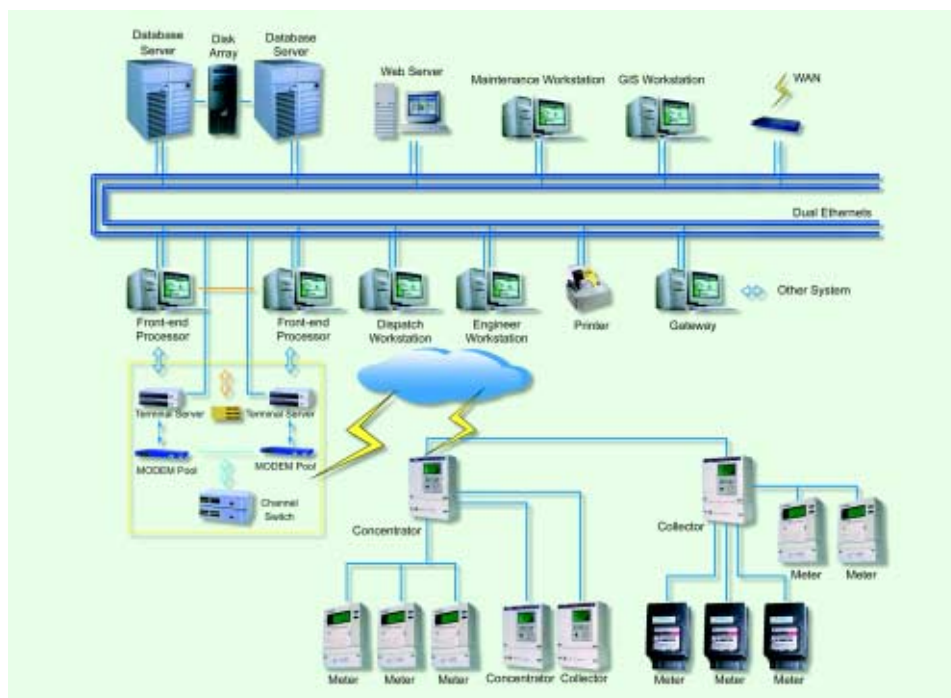 Database
Server
Disk
Array
Database
Server
Web Server
Maintenance Workstation
GIS Workstation
WAN
Dual Ethernets
Front-end
Processor
Front-end
Processor
Dispatch
Workstation
Engineer
Workstation
Printer
Gateway
Other System
Terminal Server
Terminal Server
MODEM Pool
MODEM Pool
Channel
Switch
Concentrator
Collector
Meter
Meter
Meter
Meter
Meter
Concentrator
Collector
Meter
Meter
Meter